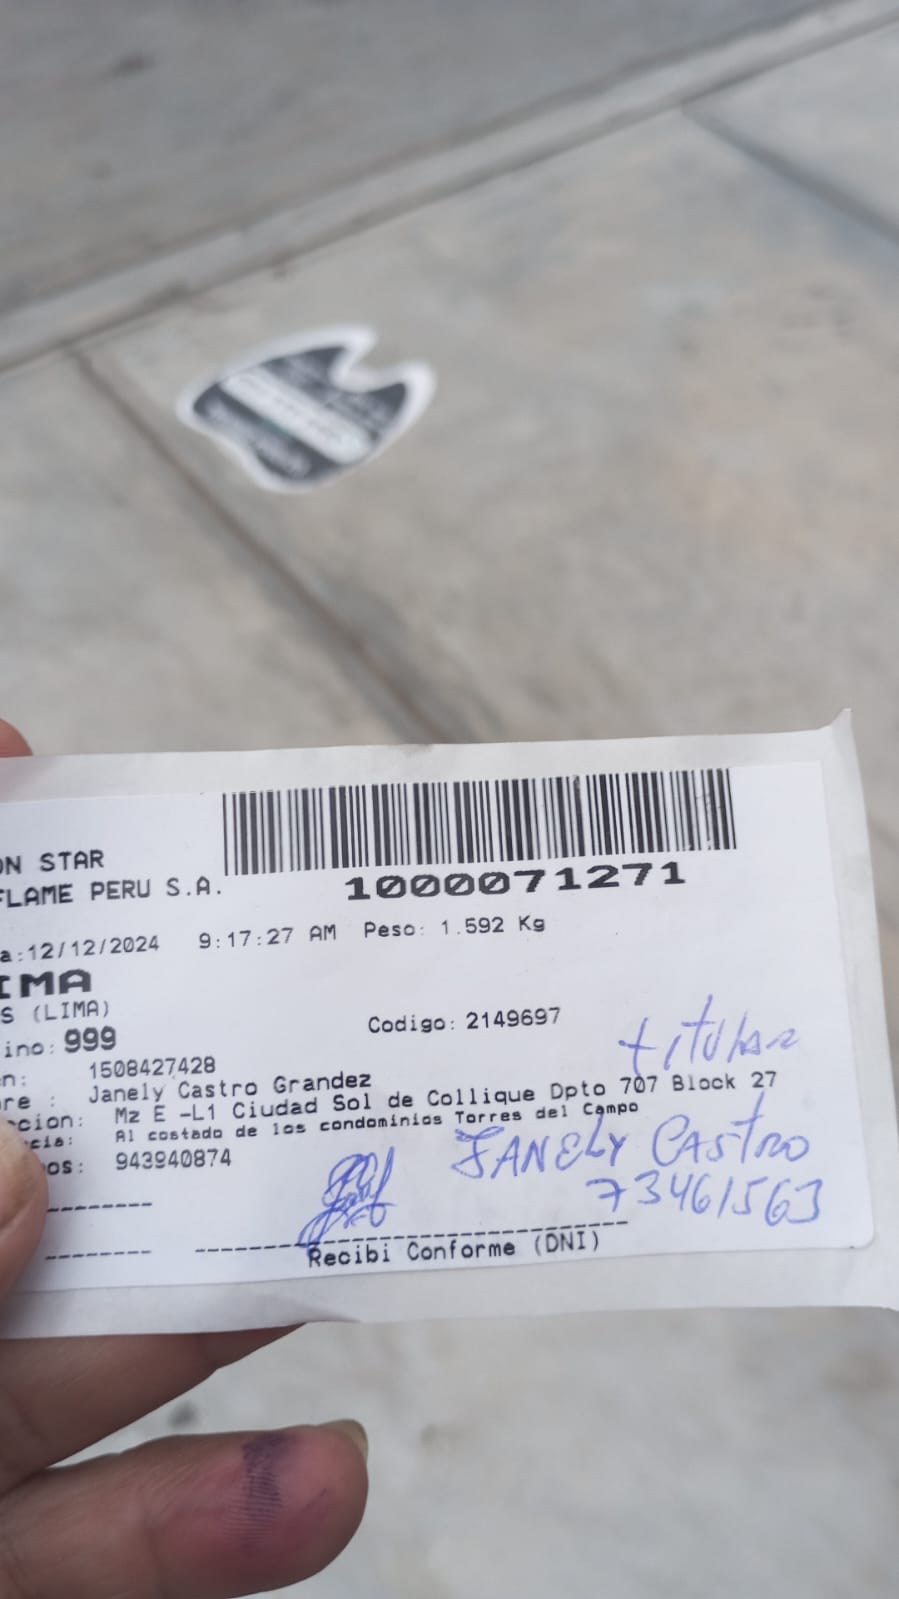 ON STAR
FLAME PERU S.A.
1000071271
a:12/12/2024 9:17:27 AM Peso: 1.592 Kg
IMA
S (LIMA)
ino: 999
Codigo: 2149697
titular
n: 1508427428
re : Janely Castro Grandez
cion: Mz E -L1 Ciudad Sol de Collique Dpto 707 Block 27
cia: Al costado de los condominios Torres del Campo
os: 943940874
JANELY CASTRO
73461563
Recibi Conforme (DNI)